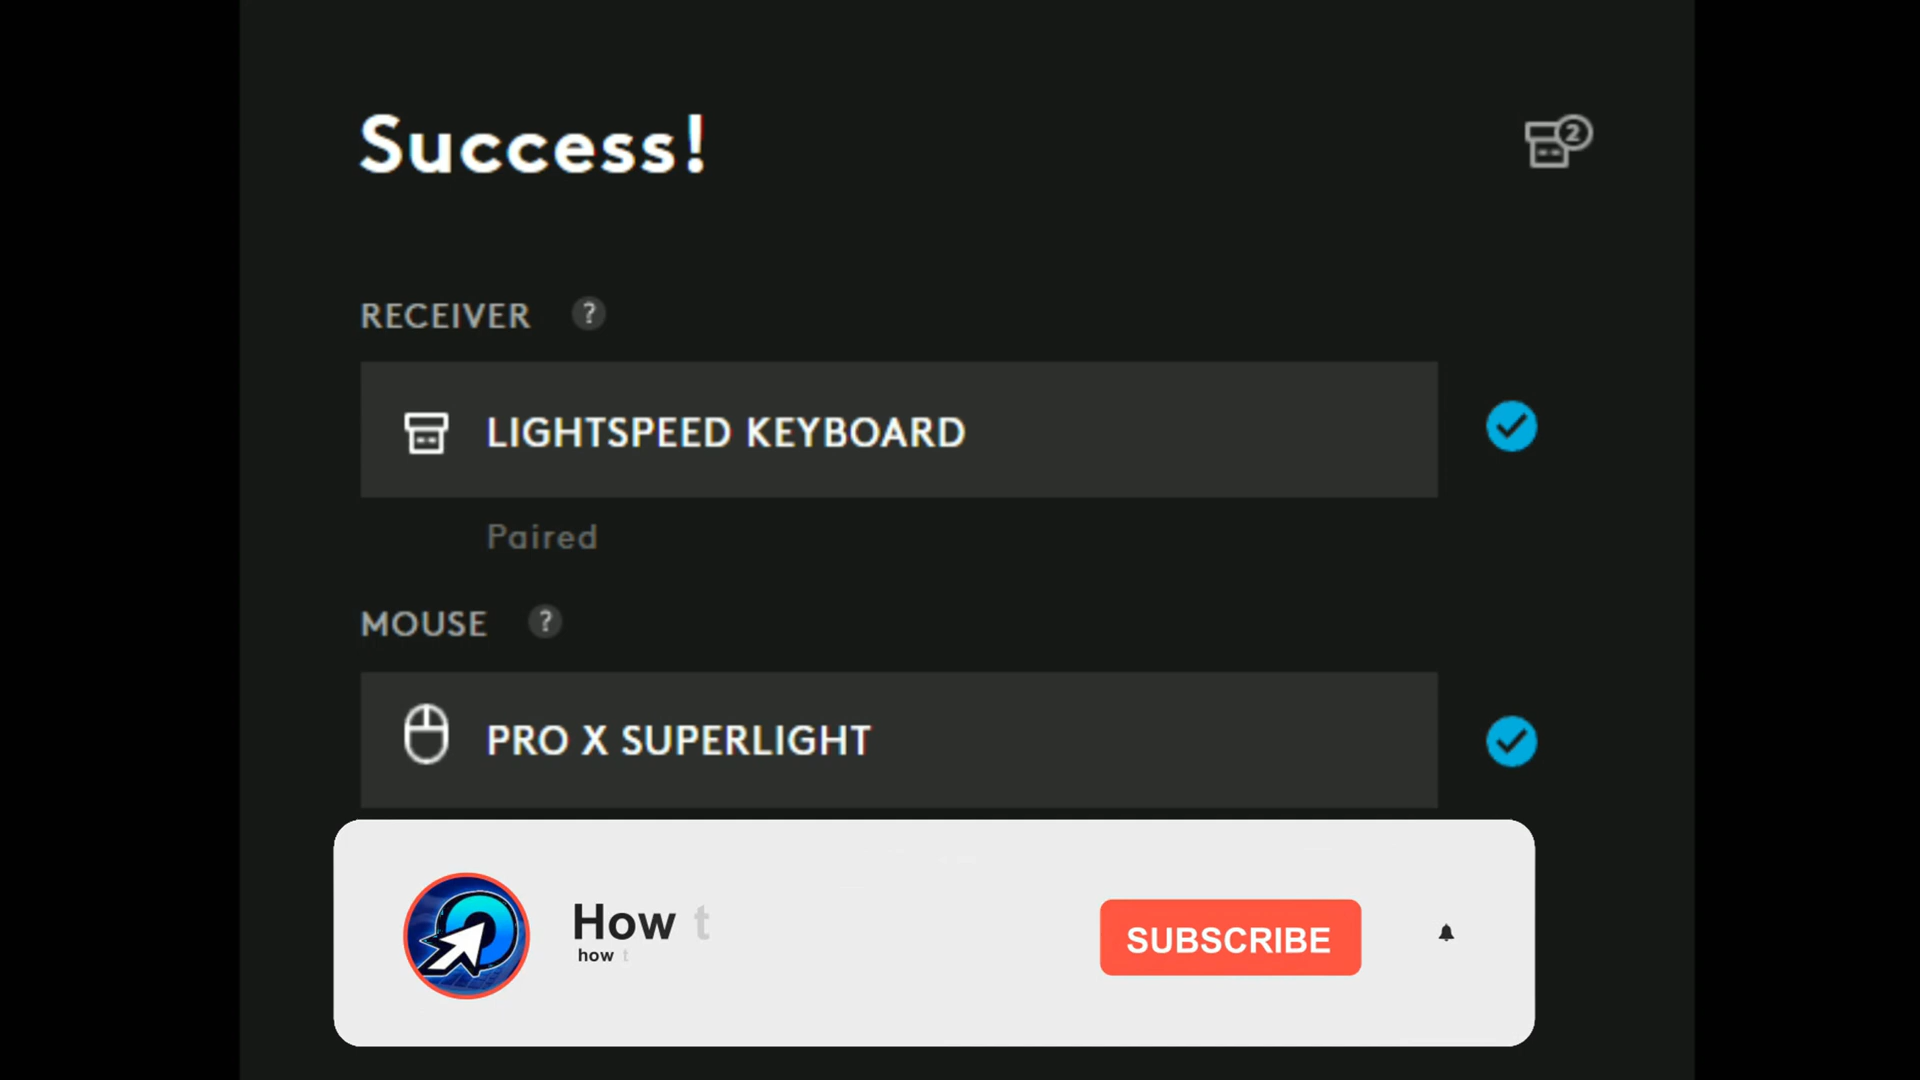 Success!
2
RECEIVER ?
LIGHTSPEED KEYBOARD
Paired
MOUSE ?
PRO X SUPERLIGHT
How t
how t
SUBSCRIBE